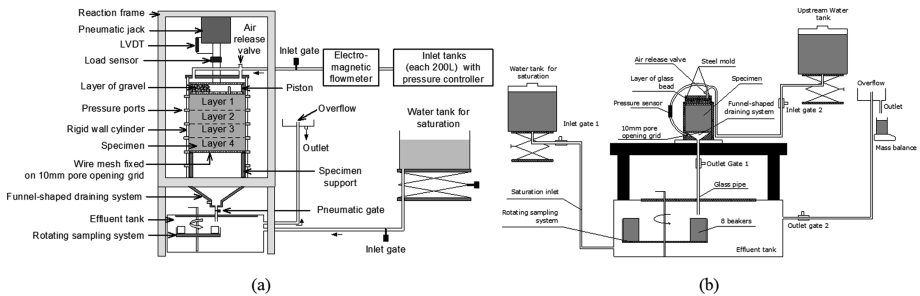 Reaction frame
Pneumatic jack
LVDT
Load sensor
Air
release
valve
Inlet gate
Electro-
magnetic
flowmeter
Inlet tanks
(each 200L) with
pressure controller
Layer of gravel
Piston
Pressure ports
Rigid wall cylinder
Specimen
Wire mesh fixed
on 10mm pore opening grid
Layer 1
Layer 2
Layer 3
Layer 4
Overflow
Outlet
Water tank for
saturation
Specimen
support
Funnel-shaped draining system
Pneumatic gate
Effluent tank
Rotating sampling system
Inlet gate
(a)
Upstream Water
tank
Water tank for
saturation
Air release valve
Steel mold
Layer of glass
bead
Specimen
Pressure sensor
Funnel-shaped
draining system
Inlet gate 2
Overflow
Outlet
Mass balance
Inlet gate 1
10mm pore
opening grid
Outlet Gate 1
Glass pipe
Saturation inlet
Rotating sampling
system
8 beakers
Effluent tank
Outlet gate 2
(b)